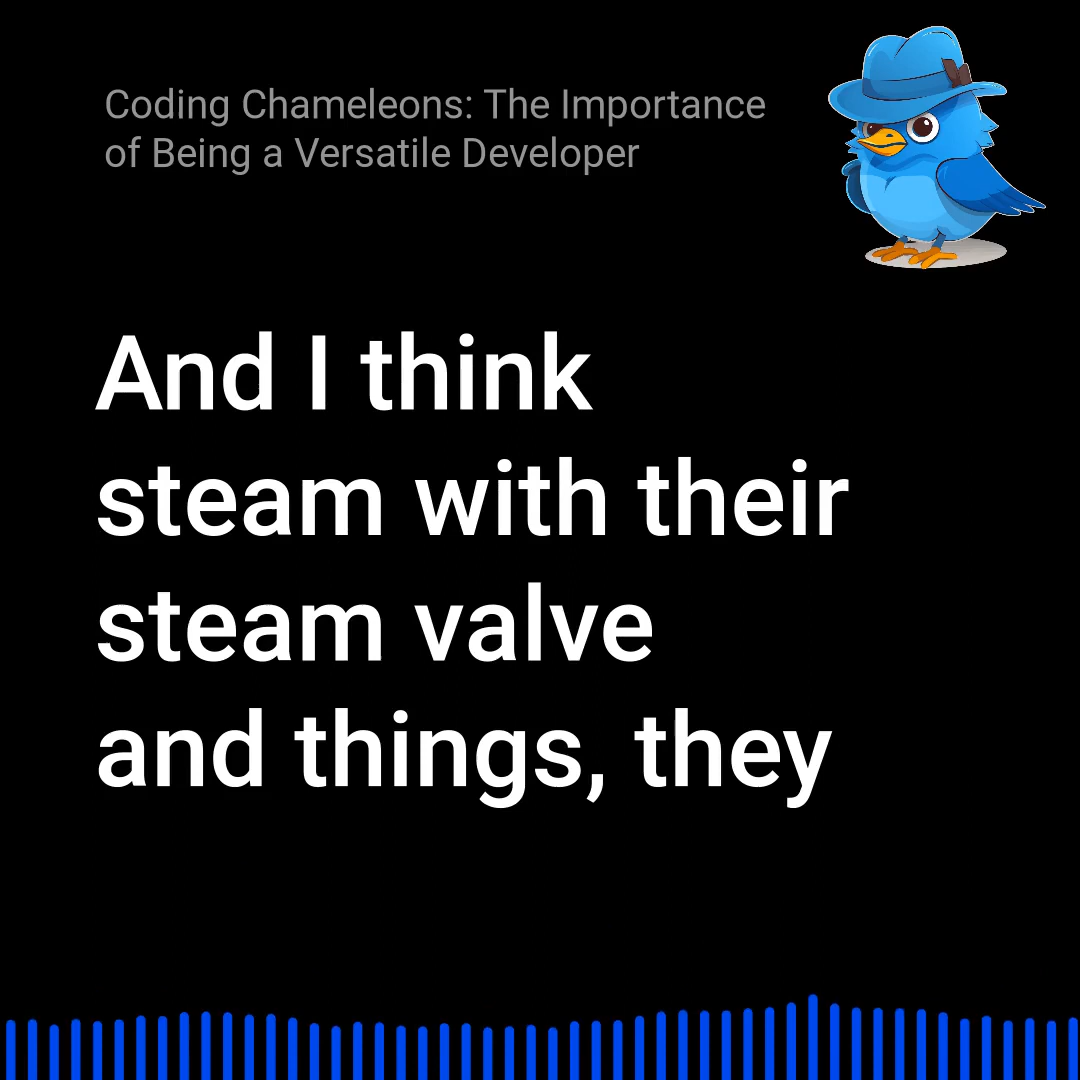 Coding Chameleons: The Importance
of Being a Versatile Developer
And I think
steam with their
steam valve
and things, they